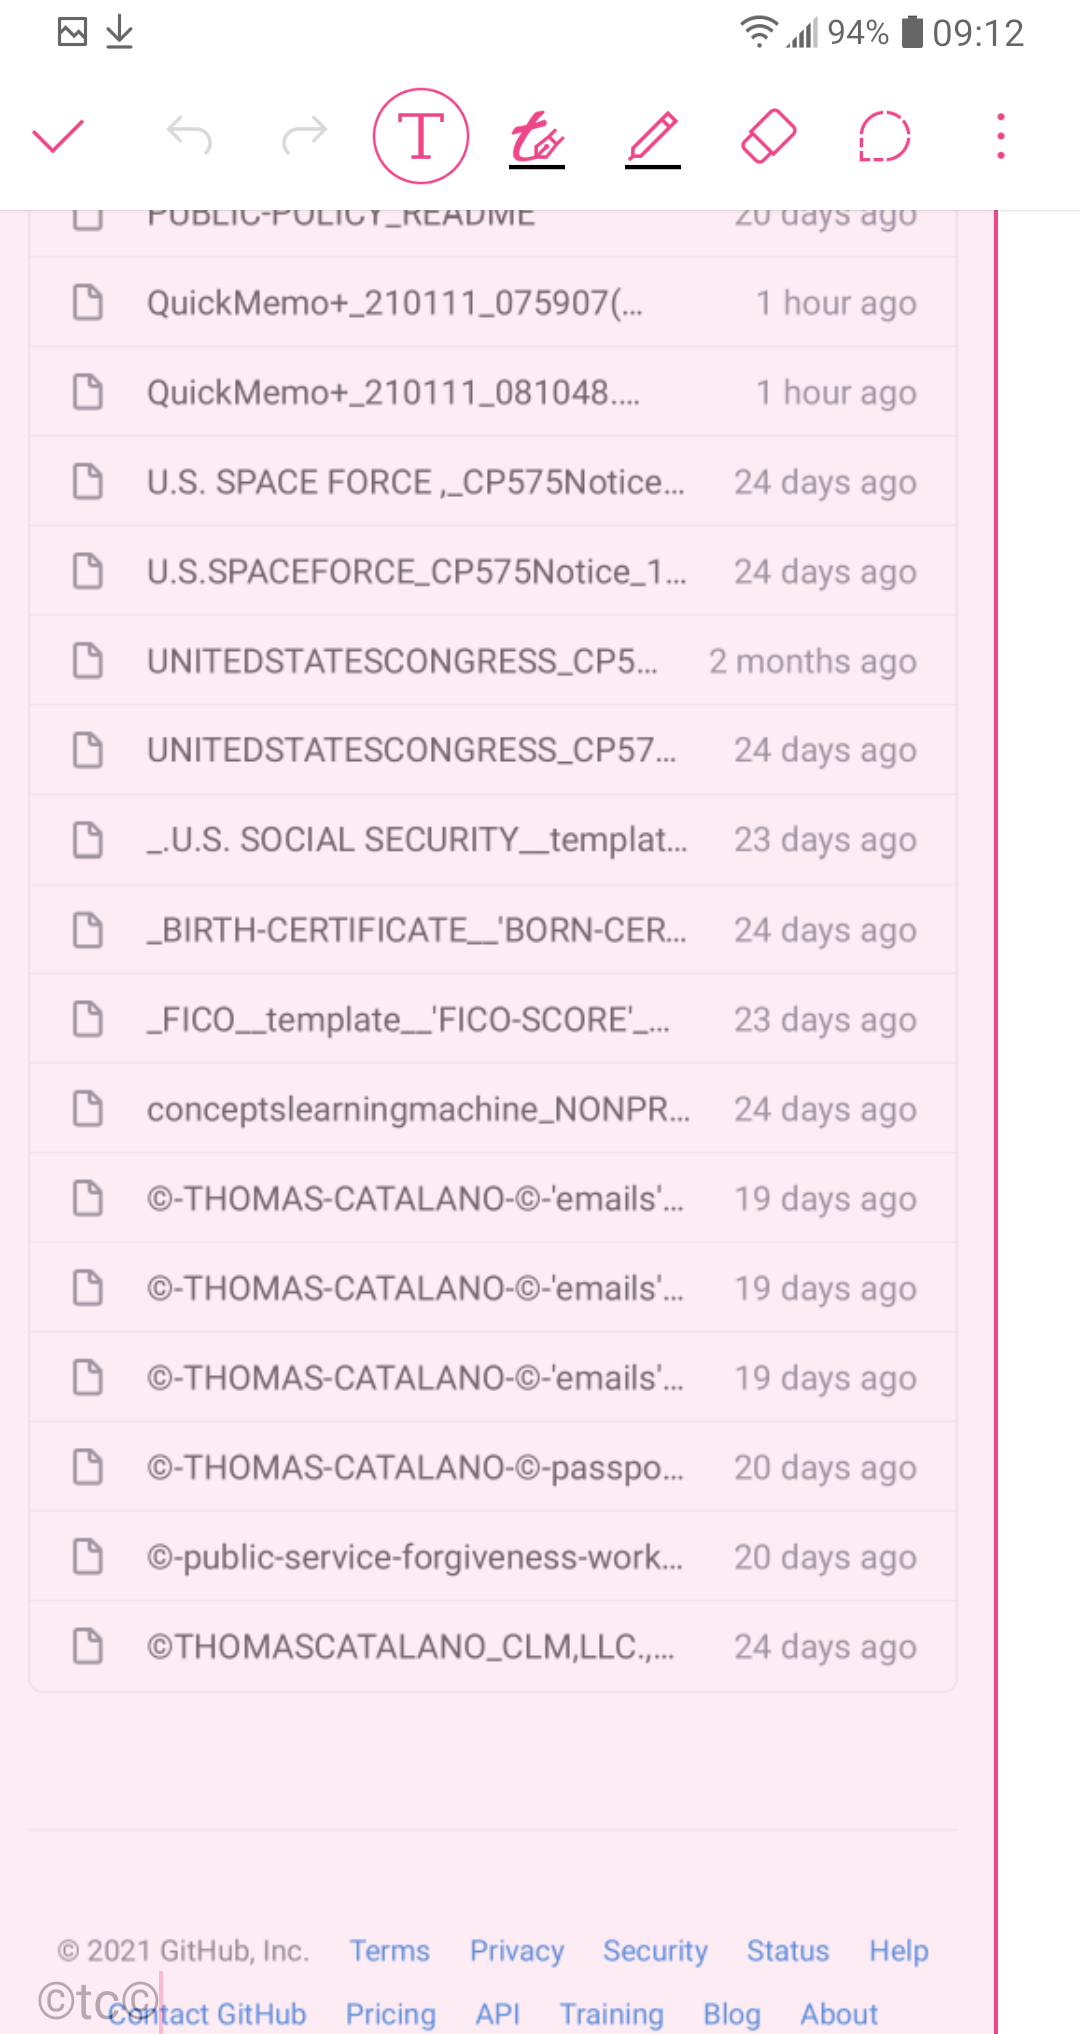 94% 09:12
T
PUBLIC-POLICY_README 20 days ago
QuickMemo+_210111_075907(... 1 hour ago
QuickMemo+_210111_081048.... 1 hour ago
U.S. SPACE FORCE ,_CP575Notice... 24 days ago
U.S.SPACEFORCE_CP575Notice_1... 24 days ago
UNITEDSTATESCONGRESS_CP5... 2 months ago
UNITEDSTATESCONGRESS_CP57... 24 days ago
_.U.S. SOCIAL SECURITY__templat... 23 days ago
_BIRTH-CERTIFICATE__'BORN-CER... 24 days ago
_FICO__template__'FICO-SCORE'_... 23 days ago
conceptslearningmachine_NONPR... 24 days ago
©-THOMAS-CATALANO-©-'emails'... 19 days ago
©-THOMAS-CATALANO-©-'emails'... 19 days ago
©-THOMAS-CATALANO-©-'emails'... 19 days ago
©-THOMAS-CATALANO-©-passpo... 20 days ago
©-public-service-forgiveness-work... 20 days ago
©THOMASCATALANO_CLM,LLC.,... 24 days ago
© 2021 GitHub, Inc. Terms Privacy Security Status Help
©tc©
Contact GitHub Pricing API Training Blog About